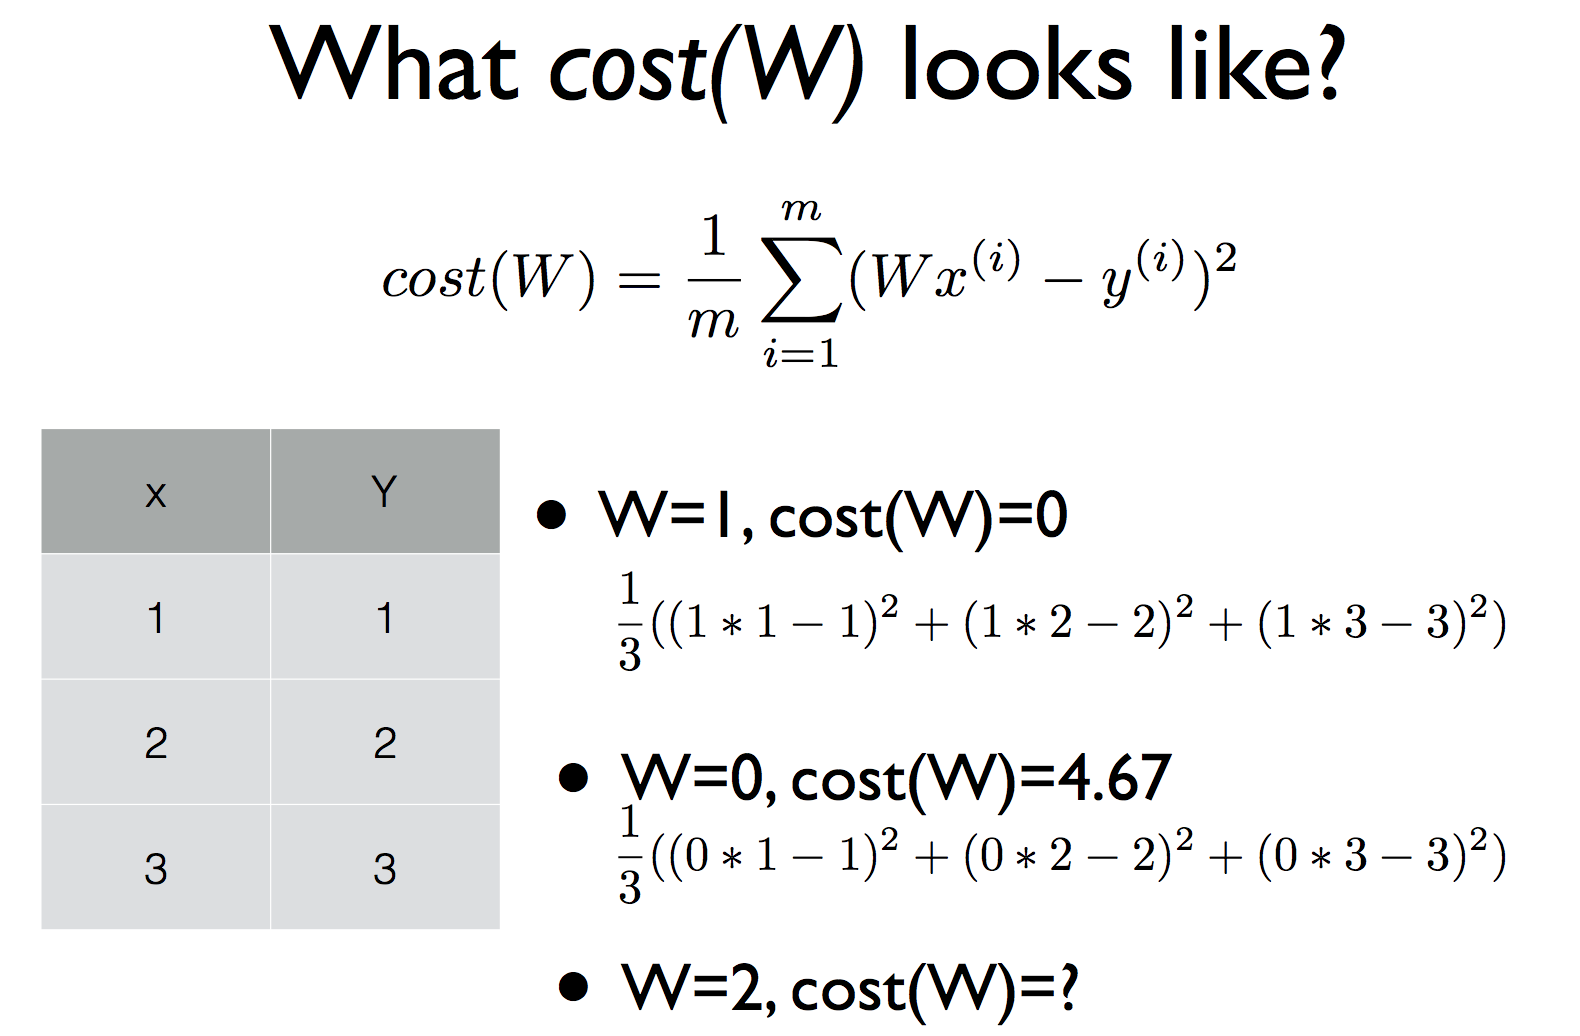 What cost(W) looks like?
cost(W) = \frac{1}{m} \sum_{i=1}^{m} (Wx^{(i)} - y^{(i)})^2
x Y
1 1
2 2
3 3
• W=1, cost(W)=0
\frac{1}{3}((1 * 1 - 1)^2 + (1 * 2 - 2)^2 + (1 * 3 - 3)^2)
• W=0, cost(W)=4.67
\frac{1}{3}((0 * 1 - 1)^2 + (0 * 2 - 2)^2 + (0 * 3 - 3)^2)
• W=2, cost(W)=?